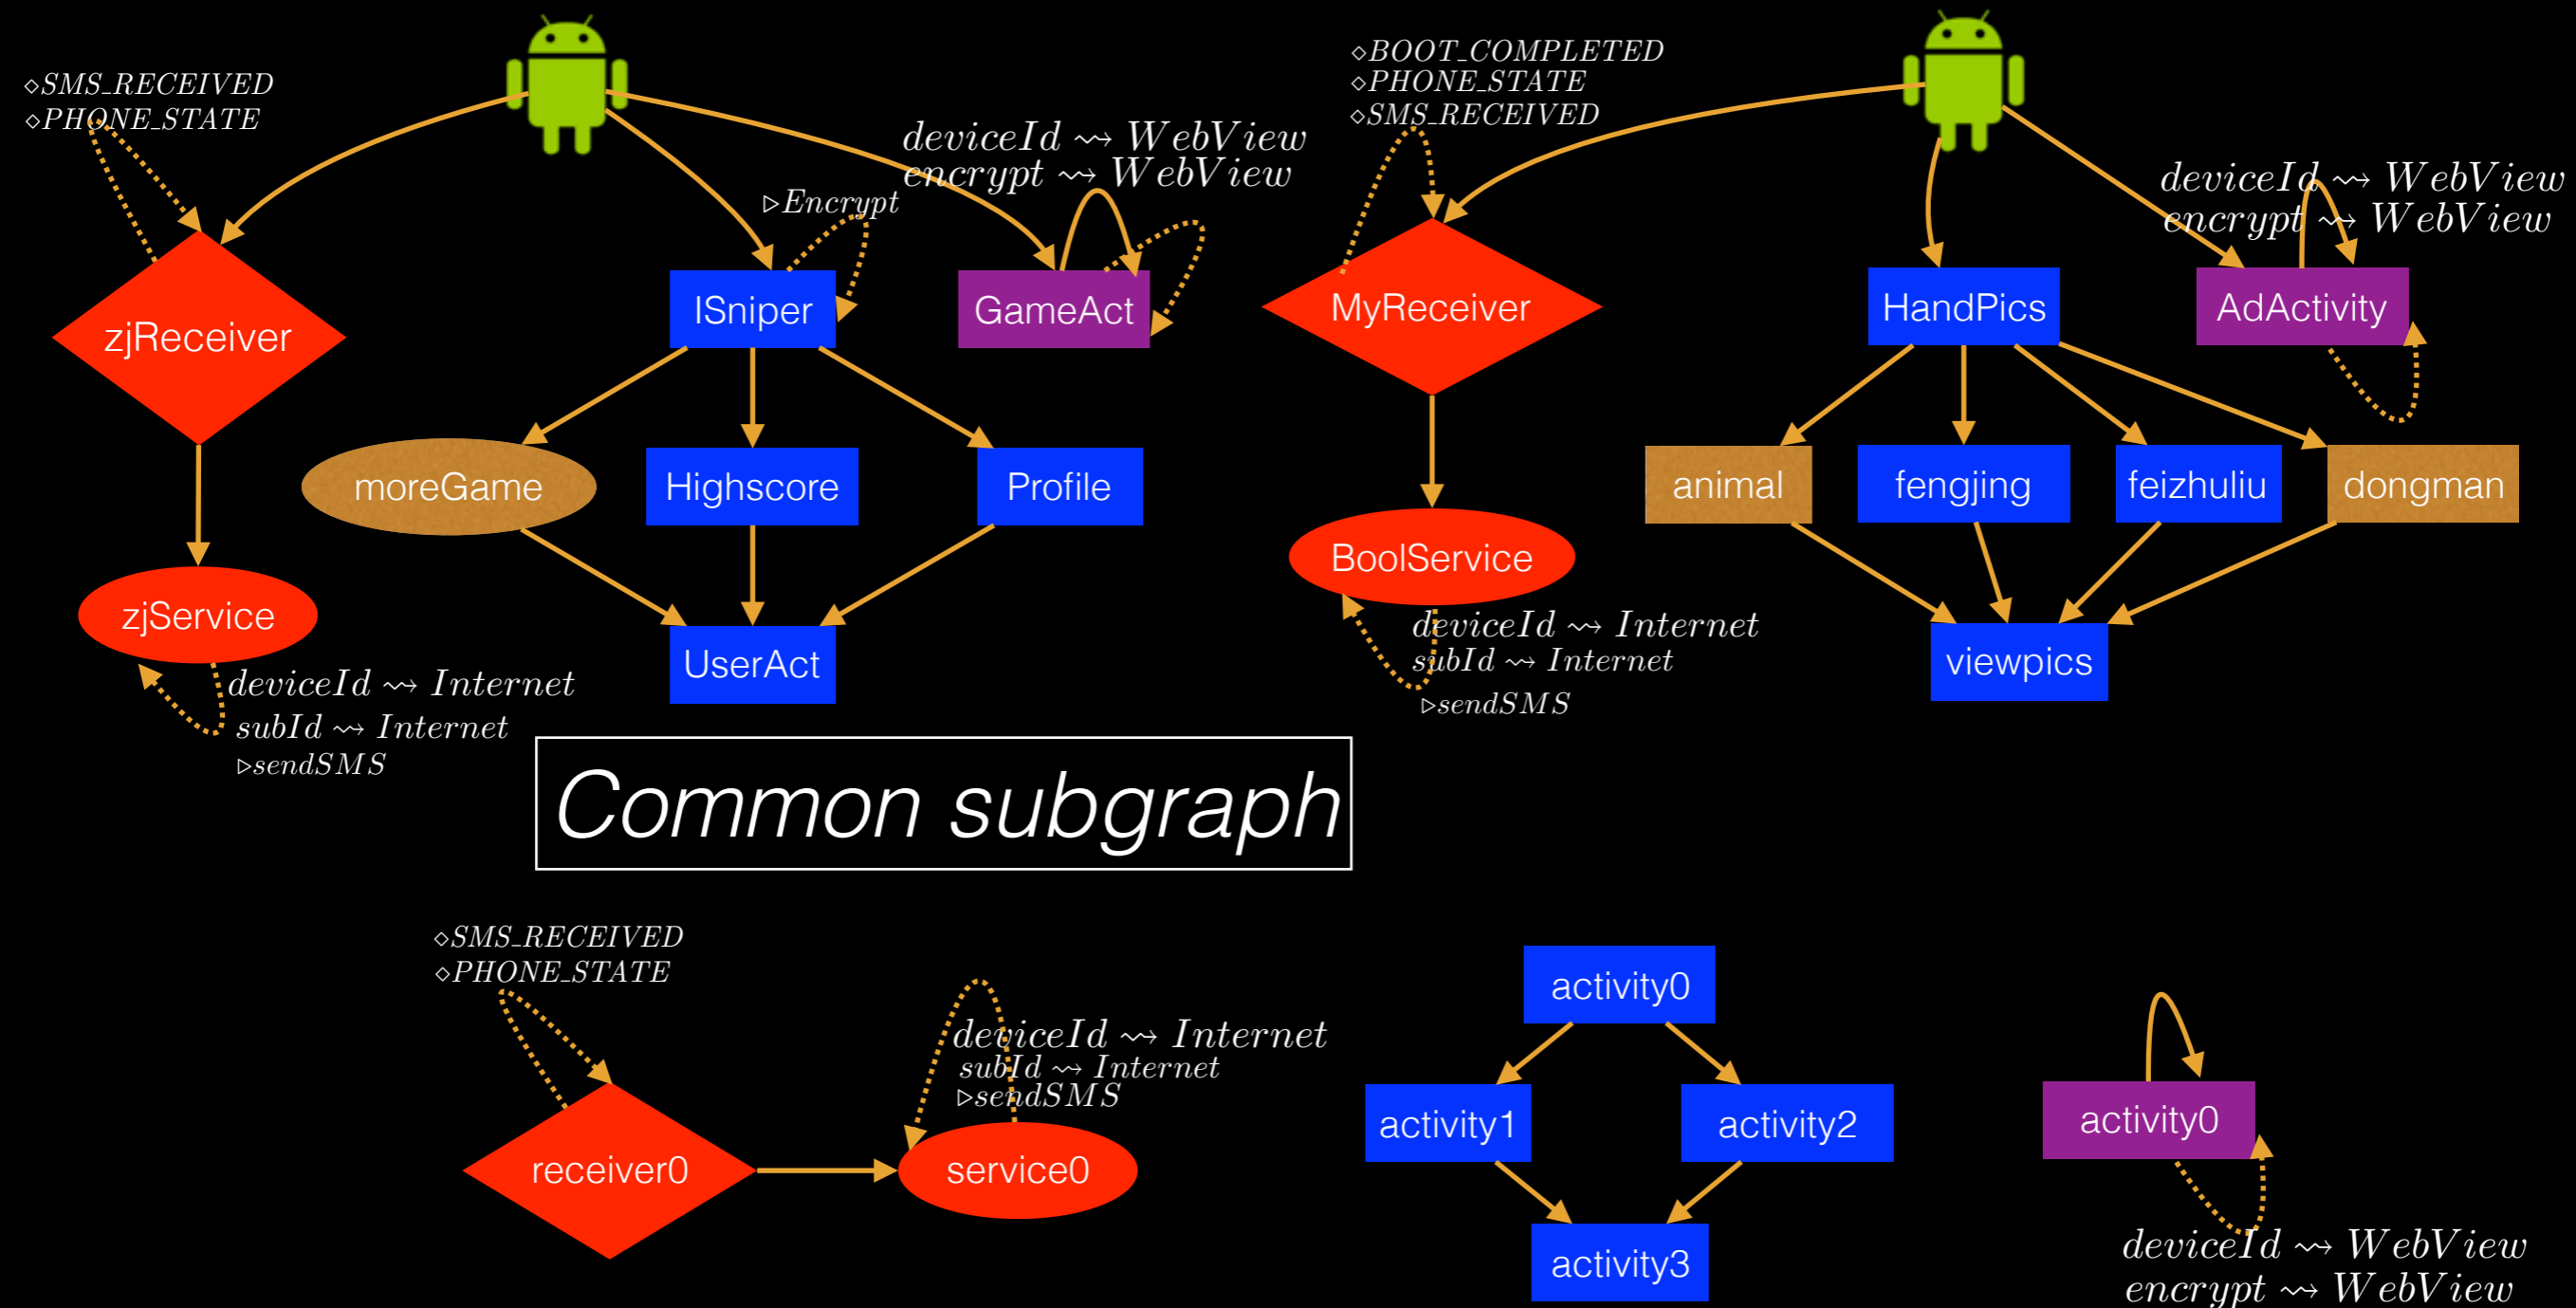 ⋄SMS_RECEIVED
⋄PHONE_STATE
zjReceiver
zjService
deviceId ⇝ Internet
subId ⇝ Internet
▹sendSMS
▹Encrypt
ISniper
moreGame
Highscore
Profile
UserAct
deviceId ⇝ WebView
encrypt ⇝ WebView
GameAct
⋄BOOT_COMPLETED
⋄PHONE_STATE
⋄SMS_RECEIVED
MyReceiver
BoolService
deviceId ⇝ Internet
subId ⇝ Internet
▹sendSMS
HandPics
animal
fengjing
feizhuliu
dongman
viewpics
deviceId ⇝ WebView
encrypt ⇝ WebView
AdActivity
Common subgraph
⋄SMS_RECEIVED
⋄PHONE_STATE
receiver0
deviceId ⇝ Internet
subId ⇝ Internet
▹sendSMS
service0
activity0
activity1
activity2
activity3
activity0
deviceId ⇝ WebView
encrypt ⇝ WebView